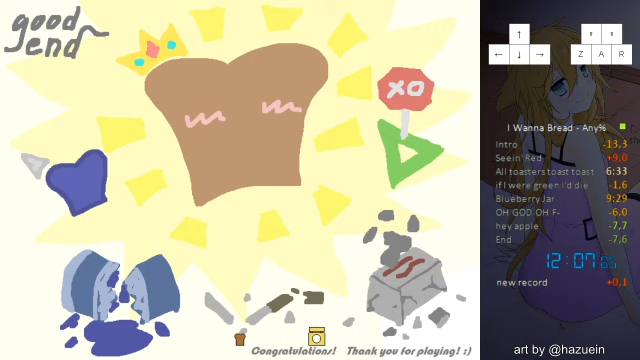 good
end
XO
↑
← ↓ →
⇧ ⇧
Z A R
I Wanna Bread - Any%
Intro -13,3
Seein' Red +9,0
All toasters toast toast 6:33
if I were green i'd die -1,6
Blueberry Jar 9:29
OH GOD OH F- -6,0
hey apple -7,7
End -7,6
12:07
new record +0,1
Congratulations! Thank you for playing! :)
art by @hazuein